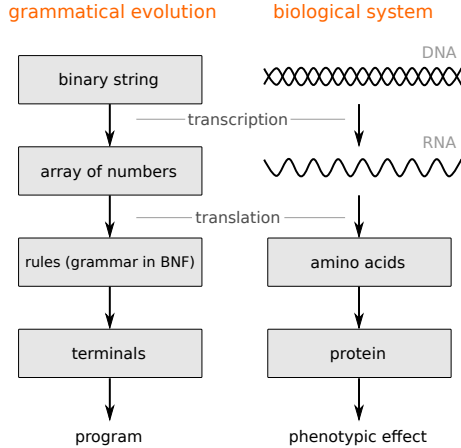 grammatical evolution
biological system
binary string
DNA
transcription
array of numbers
RNA
translation
rules (grammar in BNF)
amino acids
terminals
protein
program
phenotypic effect